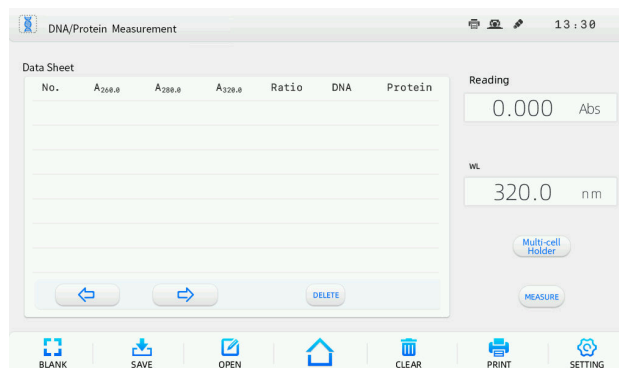 DNA/Protein Measurement
13:30
Data Sheet
No. A260.0 A280.0 A320.0 Ratio DNA Protein
Reading
0.000 Abs
WL
320.0 nm
Multi-cell
Holder
DELETE
MEASURE
BLANK SAVE OPEN CLEAR PRINT SETTING